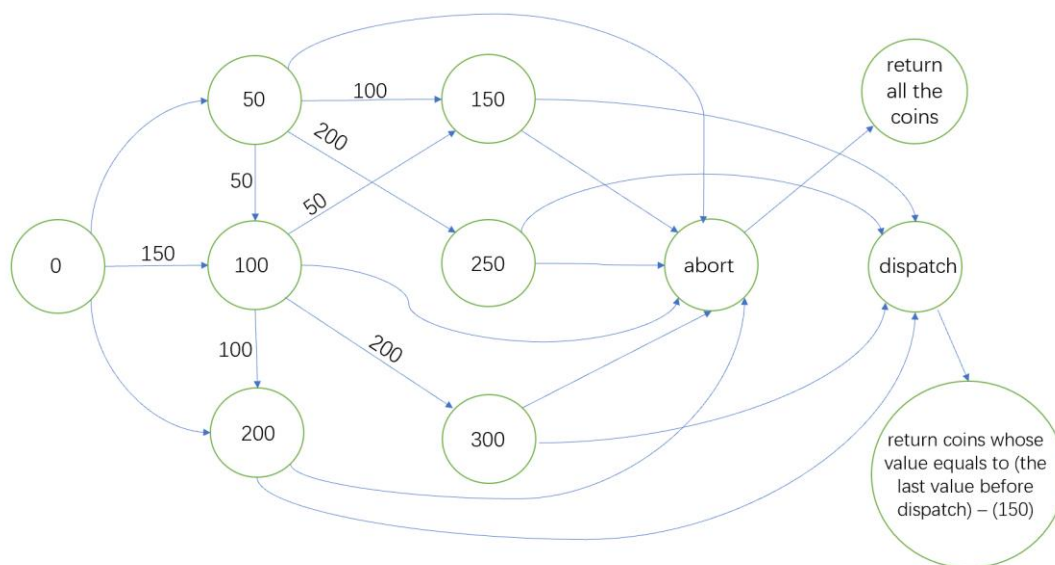 50
100
150
return
all the
coins
200
50
50
0
150
100
250
abort
dispatch
100
200
200
300
return coins whose
value equals to (the
last value before
dispatch) – (150)